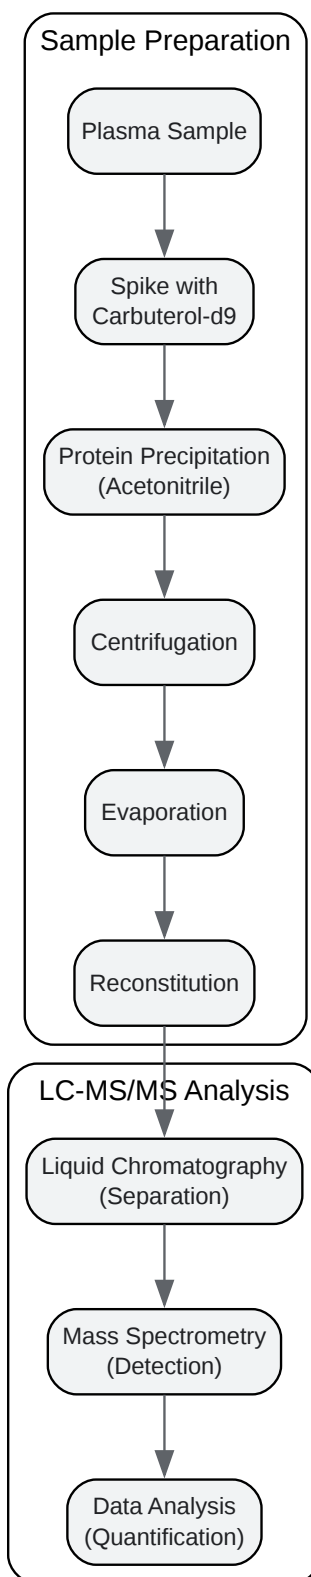 Sample Preparation
Plasma Sample
Spike with
Carbuterol-d9
Protein Precipitation
(Acetonitrile)
Centrifugation
Evaporation
Reconstitution
LC-MS/MS Analysis
Liquid Chromatography
(Separation)
Mass Spectrometry
(Detection)
Data Analysis
(Quantification)